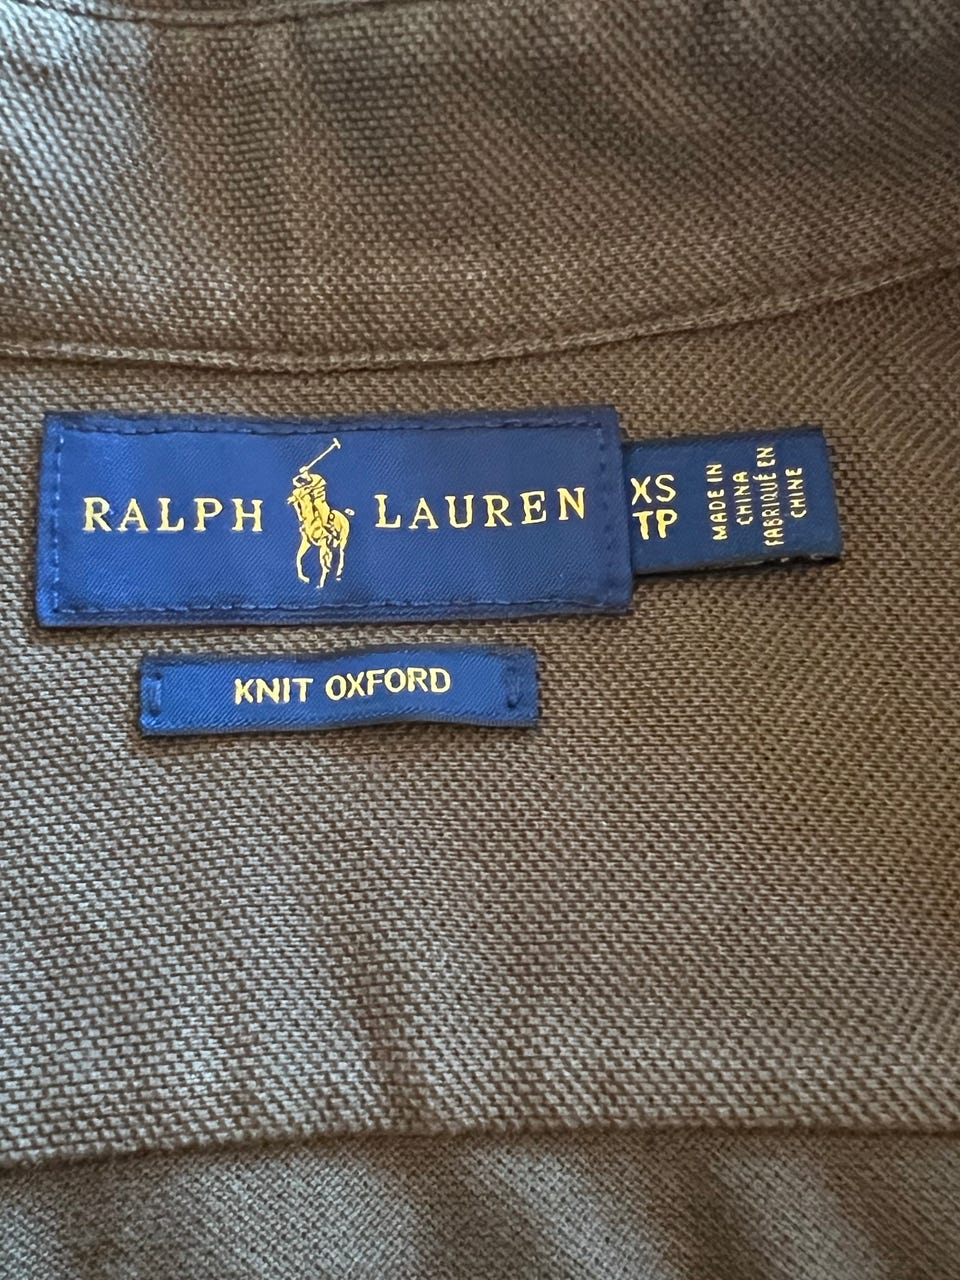 RALPH LAUREN
XS
TP
MADE IN
CHINA
FABRIQUÉ EN
CHINE
KNIT OXFORD